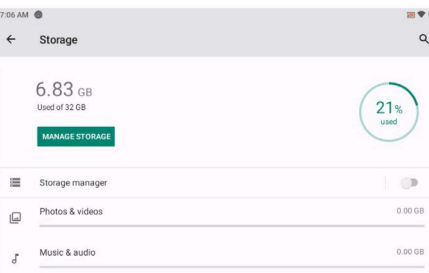 7:06 AM
Storage
6.83 GB
Used of 32 GB
21%
used
MANAGE STORAGE
Storage manager
Photos & videos 0.00 GB
Music & audio 0.00 GB